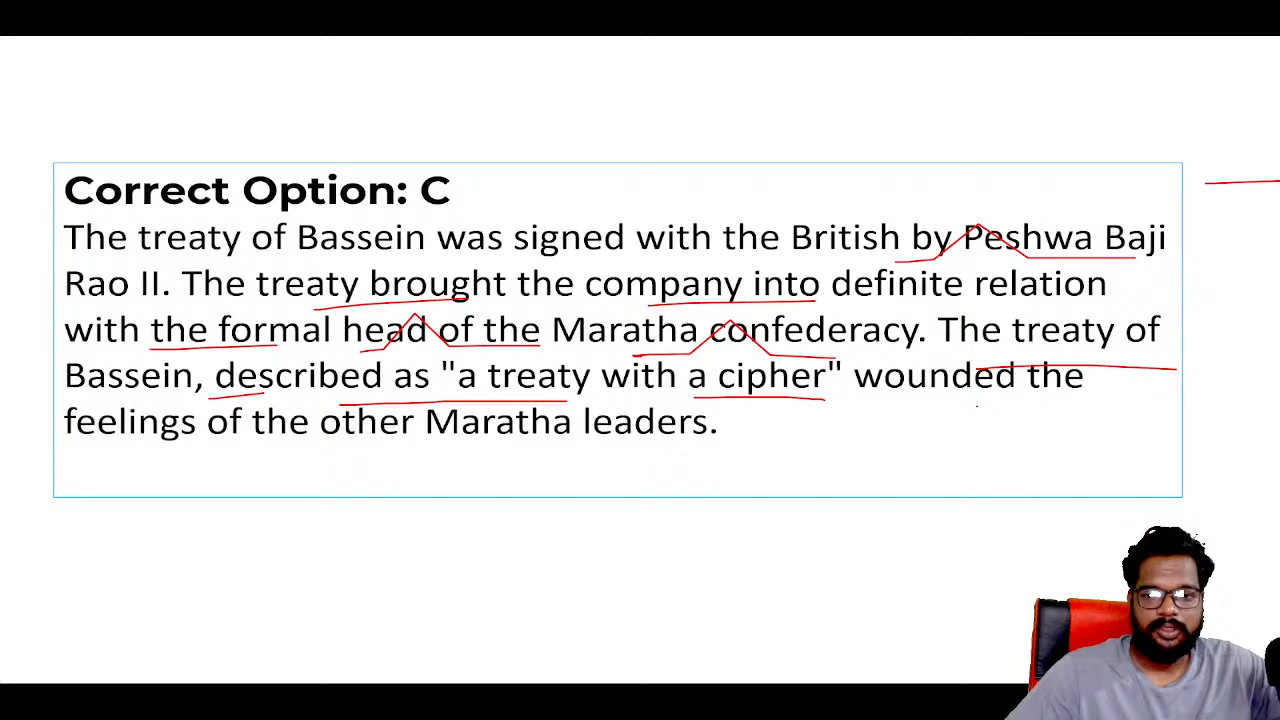 Correct Option: C
The treaty of Bassein was signed with the British by Peshwa Baji
Rao II. The treaty brought the company into definite relation
with the formal head of the Maratha confederacy. The treaty of
Bassein, described as "a treaty with a cipher" wounded the
feelings of the other Maratha leaders.